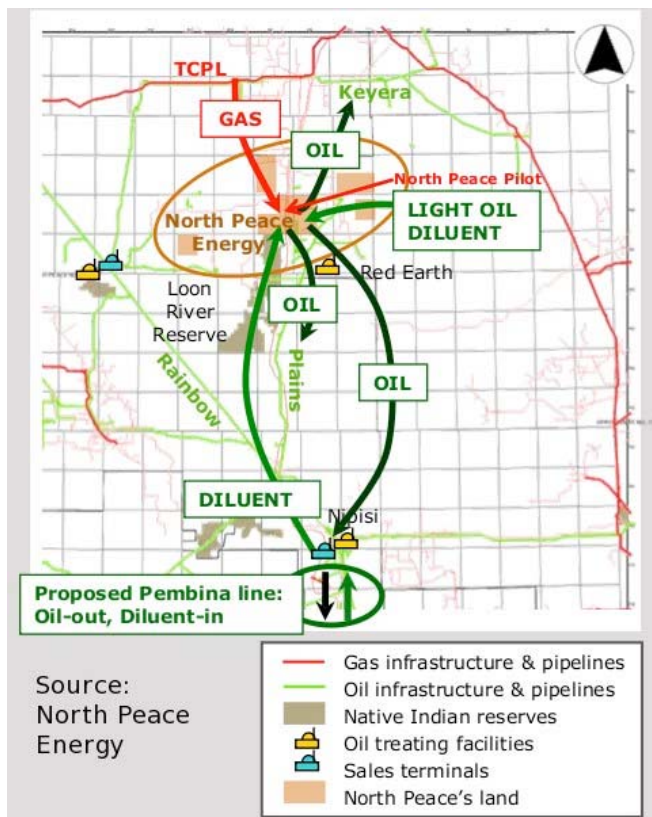 TCPL
Keyera
GAS
OIL
North Peace Pilot
North Peace
Energy
LIGHT OIL
DILUENT
Red Earth
Loon
River
Reserve
OIL
Rainbow
Plains
OIL
DILUENT
Nipisi
Proposed Pembina line:
Oil-out, Diluent-in
Source:
North Peace
Energy
Gas infrastructure & pipelines
Oil infrastructure & pipelines
Native Indian reserves
Oil treating facilities
Sales terminals
North Peace's land